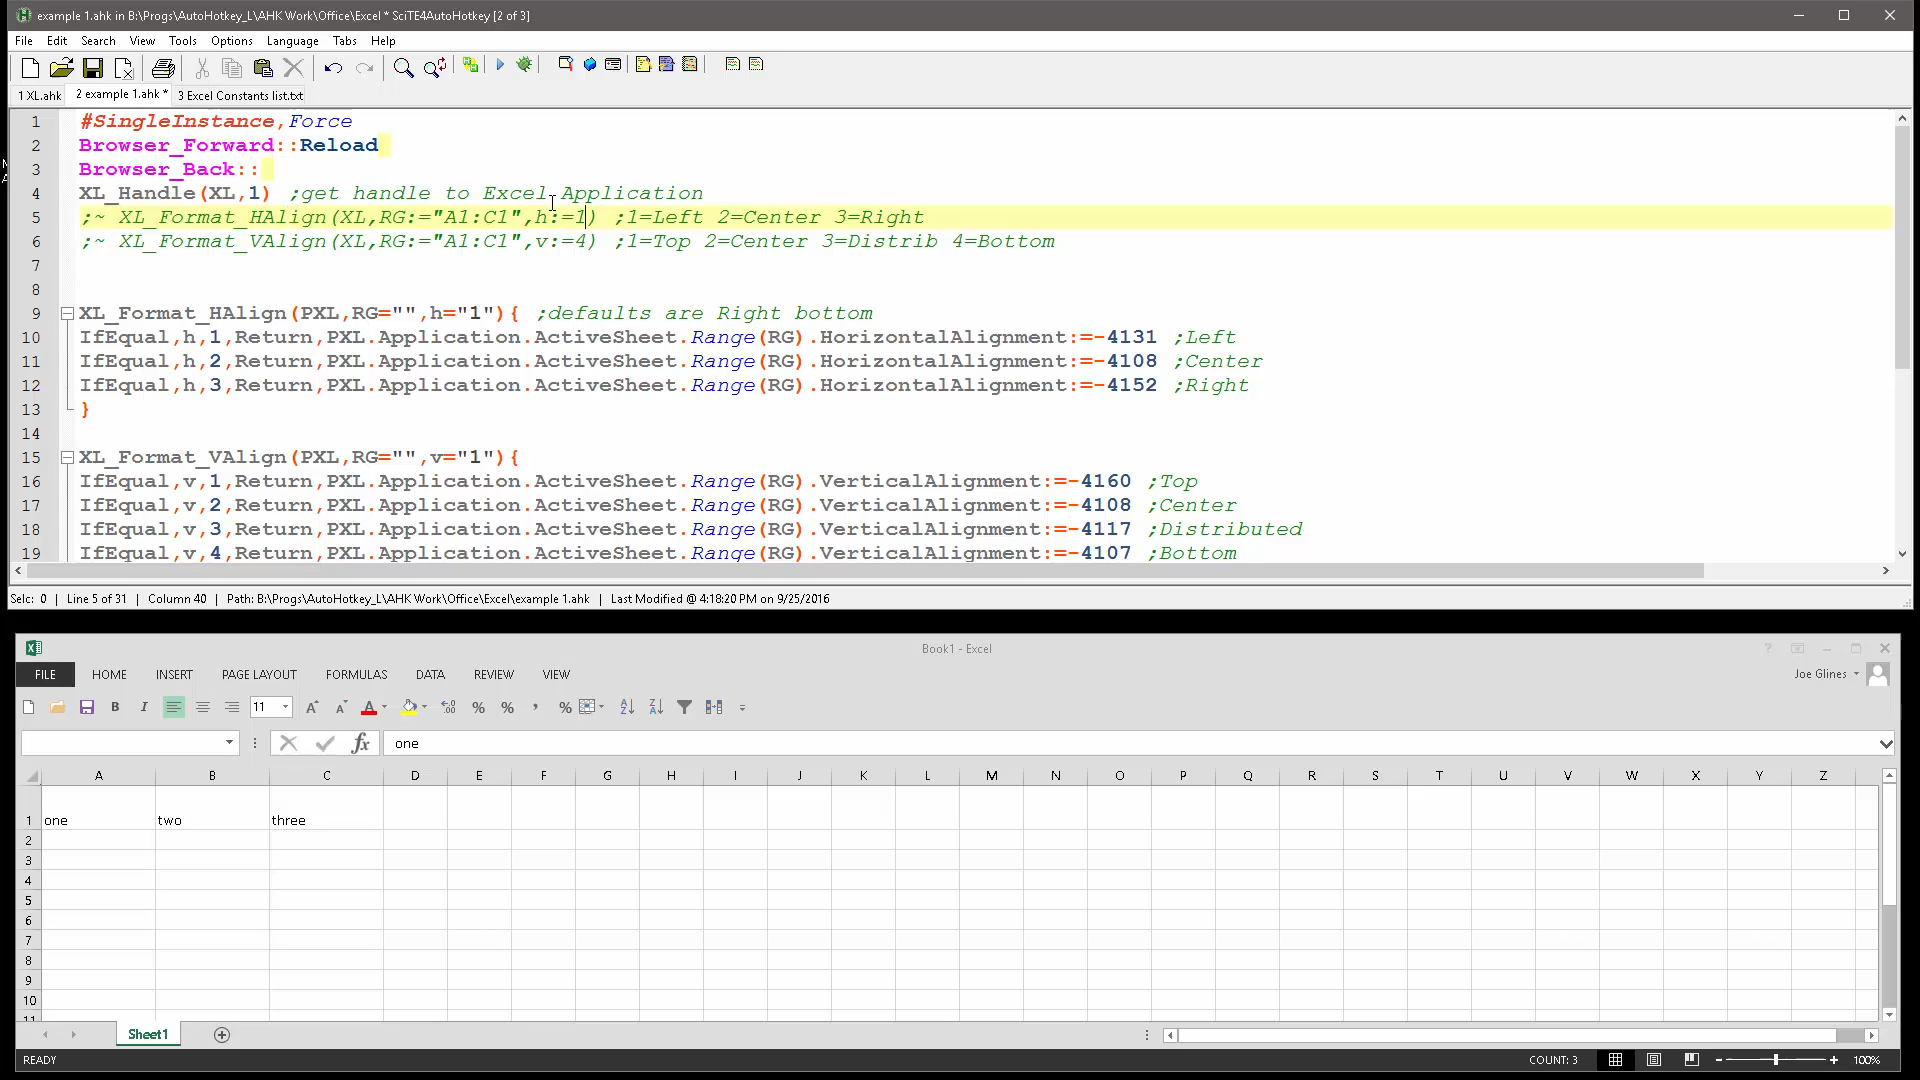 example 1.ahk in B:\Progs\AutoHotkey_L\AHK Work\Office\Excel * SciTE4AutoHotkey [2 of 3]
File Edit Search View Tools Options Language Tabs Help
1 XL.ahk 2 example 1.ahk * 3 Excel Constants list.txt
1 #SingleInstance,Force
2 Browser_Forward::Reload
3 Browser_Back::
4 XL_Handle(XL,1) ;get handle to Excel Application
5 ;~ XL_Format_HAlign(XL,RG:="A1:C1",h:=1) ;1=Left 2=Center 3=Right
6 ;~ XL_Format_VAlign(XL,RG:="A1:C1",v:=4) ;1=Top 2=Center 3=Distrib 4=Bottom
7
8
9 XL_Format_HAlign(PXL,RG="",h="1"){ ;defaults are Right bottom
10 IfEqual,h,1,Return,PXL.Application.ActiveSheet.Range(RG).HorizontalAlignment:=-4131 ;Left
11 IfEqual,h,2,Return,PXL.Application.ActiveSheet.Range(RG).HorizontalAlignment:=-4108 ;Center
12 IfEqual,h,3,Return,PXL.Application.ActiveSheet.Range(RG).HorizontalAlignment:=-4152 ;Right
13 }
14
15 XL_Format_VAlign(PXL,RG="",v="1"){
16 IfEqual,v,1,Return,PXL.Application.ActiveSheet.Range(RG).VerticalAlignment:=-4160 ;Top
17 IfEqual,v,2,Return,PXL.Application.ActiveSheet.Range(RG).VerticalAlignment:=-4108 ;Center
18 IfEqual,v,3,Return,PXL.Application.ActiveSheet.Range(RG).VerticalAlignment:=-4117 ;Distributed
19 IfEqual,v,4,Return,PXL.Application.ActiveSheet.Range(RG).VerticalAlignment:=-4107 ;Bottom
Selc: 0 | Line 5 of 31 | Column 40 | Path: B:\Progs\AutoHotkey_L\AHK Work\Office\Excel\example 1.ahk | Last Modified @ 4:18:20 PM on 9/25/2016
Book1 - Excel
FILE HOME INSERT PAGE LAYOUT FORMULAS DATA REVIEW VIEW Joe Glines
B I 11 A A A % % , %
fx one
A B C D E F G H I J K L M N O P Q R S T U V W X Y Z
1 one two three
2
3
4
5
6
7
8
9
10
11
Sheet1
READY COUNT: 3 100%